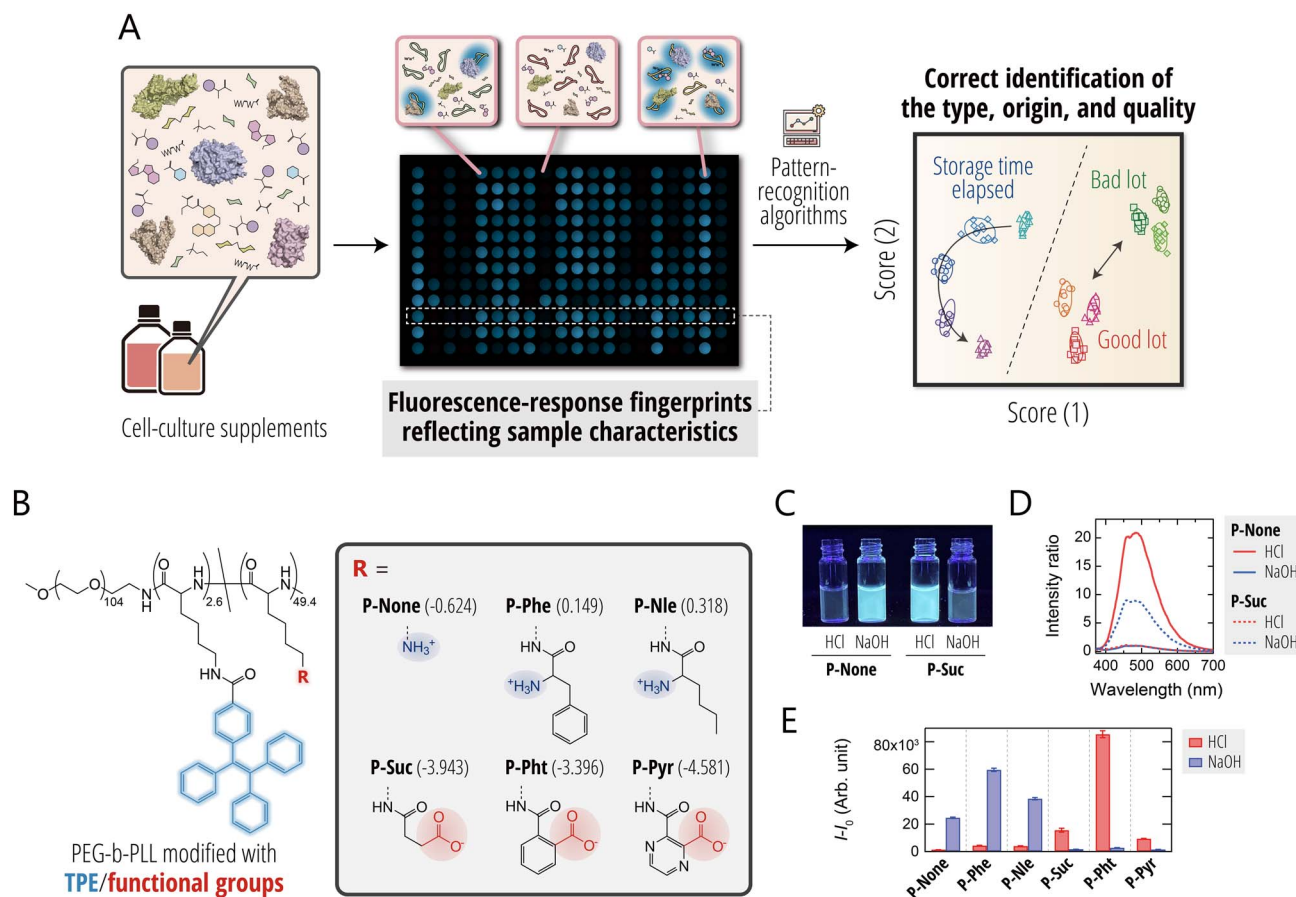 A
Cell-culture supplements
Fluorescence-response fingerprints
reflecting sample characteristics
Pattern-
recognition
algorithms
Correct identification of
the type, origin, and quality
Storage time
elapsed
Bad lot
Good lot
Score (2)
Score (1)
B
O
O
104
N
H
O
H
N
2.6
O
H
N
49.4
HN
O
R
PEG-b-PLL modified with
TPE/functional groups
R =
P-None (-0.624)
P-Phe (0.149)
P-Nle (0.318)
NH3+
HN
O
+H3N
HN
O
+H3N
P-Suc (-3.943)
P-Pht (-3.396)
P-Pyr (-4.581)
HN
O
O
O-
HN
O
O
O-
HN
O
O
O-
N
N
C
HCl
NaOH
HCl
NaOH
P-None
P-Suc
D
Intensity ratio
20
15
10
5
0
400
500
600
700
Wavelength (nm)
P-None
HCl
NaOH
P-Suc
HCl
NaOH
E
I-I0 (Arb. unit)
80x10³
60
40
20
0
P-None
P-Phe
P-Nle
P-Suc
P-Pht
P-Pyr
HCl
NaOH